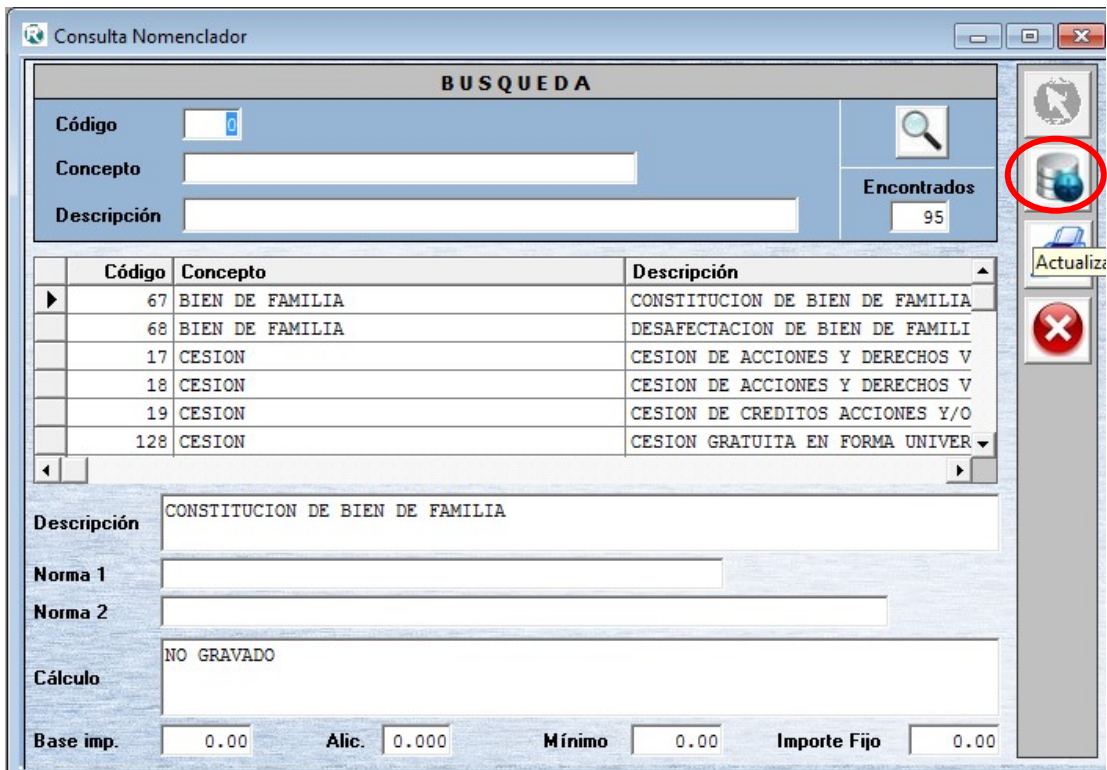 Consulta Nomenclador
BUSQUEDA
Código 0
Concepto
Encontrados
Descripción 95
Actualiza
Código Concepto Descripción
67 BIEN DE FAMILIA CONSTITUCION DE BIEN DE FAMILIA
68 BIEN DE FAMILIA DESAFECTACION DE BIEN DE FAMILI
17 CESION CESION DE ACCIONES Y DERECHOS V
18 CESION CESION DE ACCIONES Y DERECHOS V
19 CESION CESION DE CREDITOS ACCIONES Y/O
128 CESION CESION GRATUITA EN FORMA UNIVER
Descripción CONSTITUCION DE BIEN DE FAMILIA
Norma 1
Norma 2
Cálculo NO GRAVADO
Base imp. 0.00 Alic. 0.000 Mínimo 0.00 Importe Fijo 0.00